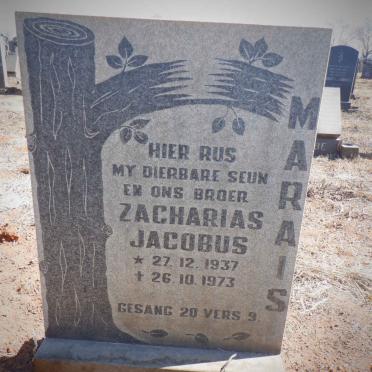 HIER RUS
MY DIERBARE SEUN
EN ONS BROER
ZACHARIAS
JACOBUS
* 27. 12. 1937
† 26. 10. 1973
GESANG 20 VERS 9.
MARAIS